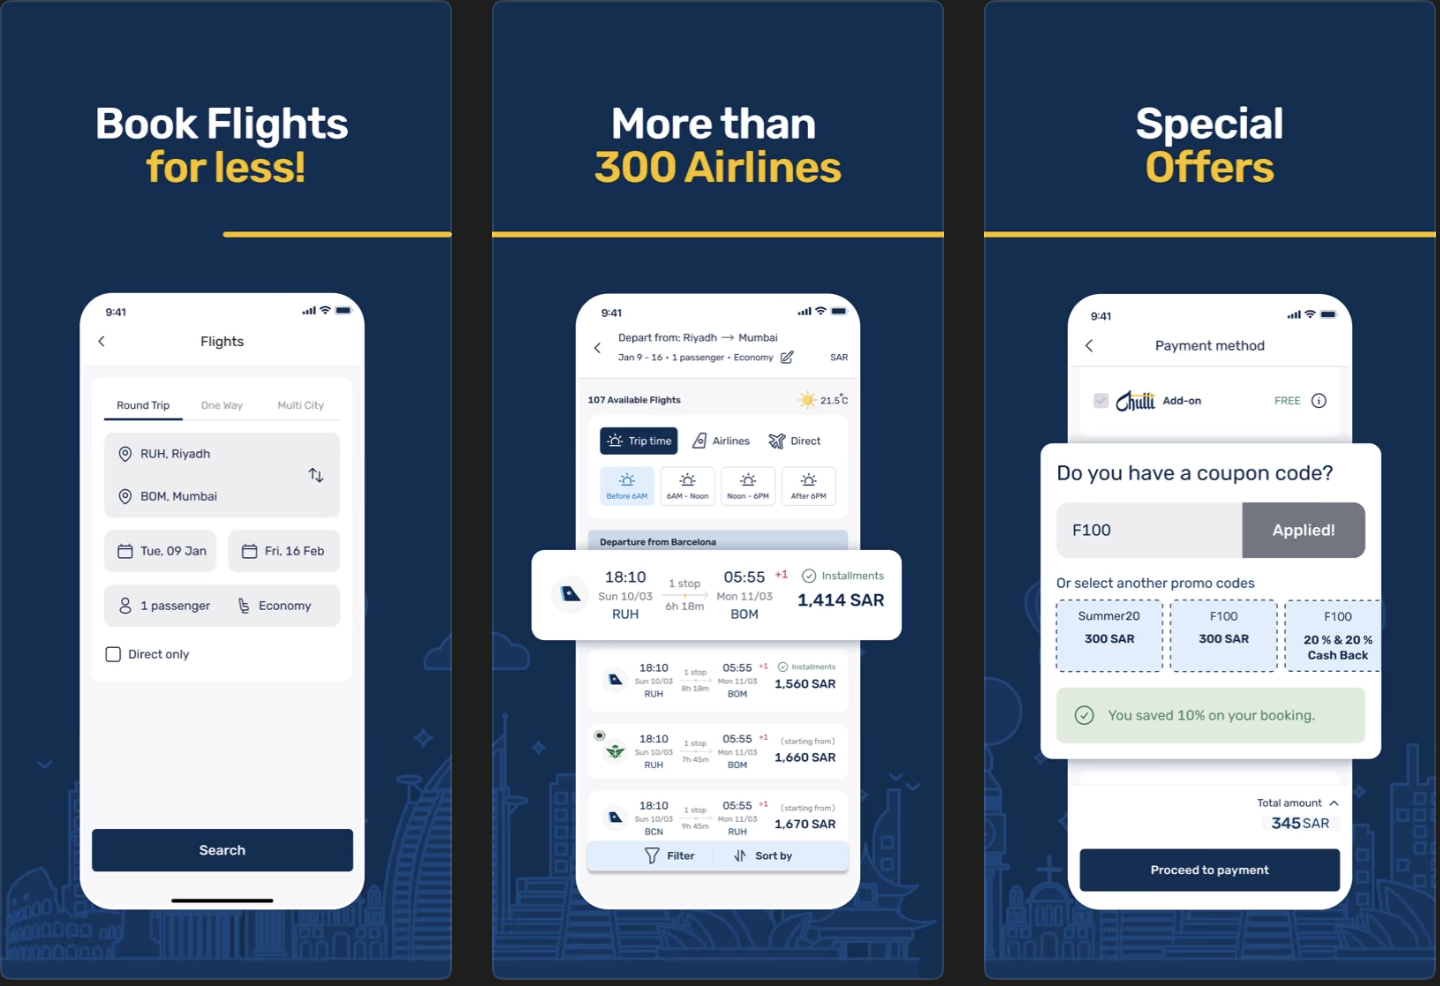 Book Flights
for less!
9:41
Flights
Round Trip
One Way
Multi City
RUH, Riyadh
BOM, Mumbai
Tue, 09 Jan
Fri, 16 Feb
1 passenger
Economy
Direct only
Search
More than
300 Airlines
9:41
Depart from: Riyadh → Mumbai
Jan 9 - 16 • 1 passenger • Economy
SAR
107 Available Flights
21.5°C
Trip time
Airlines
Direct
Before 6AM
6AM - Noon
Noon - 6PM
After 6PM
Departure from Barcelona
18:10
1 stop
05:55 +1
Installments
Sun 10/03
6h 18m
Mon 11/03
1,414 SAR
RUH
BOM
18:10
1 stop
05:55 +1
Installments
Sun 10/03
8h 18m
Mon 11/03
1,560 SAR
RUH
BOM
18:10
1 stop
05:55 +1
(starting from)
Sun 10/03
7h 45m
Mon 11/03
1,660 SAR
RUH
BOM
18:10
1 stop
05:55 +1
(starting from)
Sun 10/03
9h 45m
Mon 11/03
1,670 SAR
BCN
RUH
Filter
Sort by
Special
Offers
9:41
Payment method
Add-on
FREE
Do you have a coupon code?
F100
Applied!
Or select another promo codes
Summer20
300 SAR
F100
300 SAR
F100
20 % & 20 %
Cash Back
You saved 10% on your booking.
Total amount
345 SAR
Proceed to payment